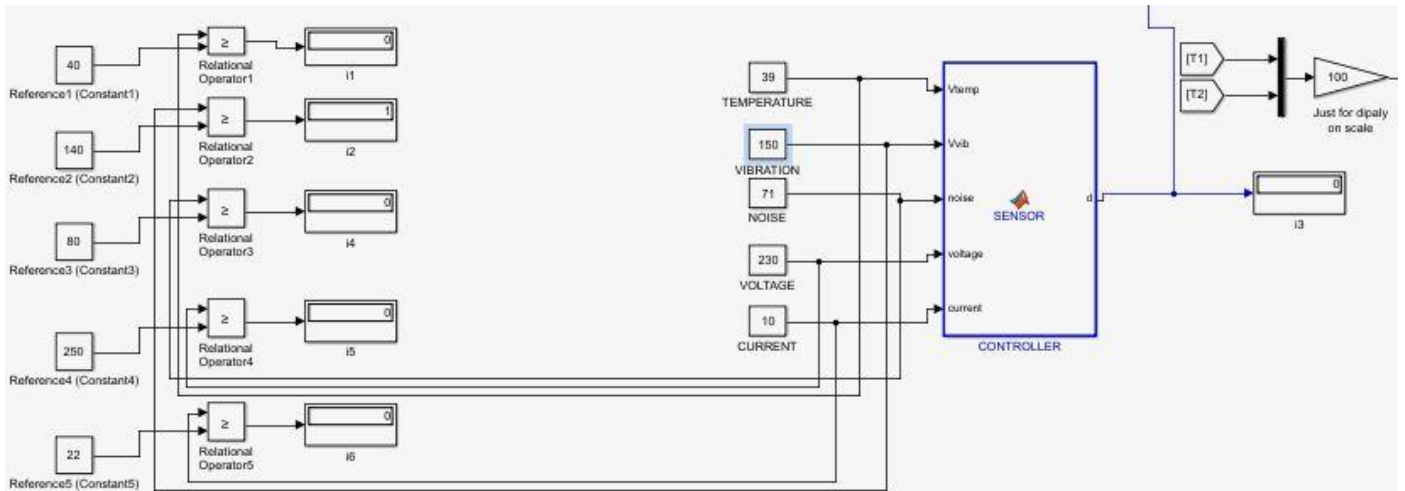 40
Reference1 (Constant1)
≥
Relational
Operator1
0
i1
140
Reference2 (Constant2)
≥
Relational
Operator2
1
i2
80
Reference3 (Constant3)
≥
Relational
Operator3
0
i4
250
Reference4 (Constant4)
≥
Relational
Operator4
0
i5
22
Reference5 (Constant5)
≥
Relational
Operator5
0
i6
39
TEMPERATURE
150
VIBRATION
71
NOISE
230
VOLTAGE
10
CURRENT
Vtemp
Vvib
noise
voltage
current
SENSOR
d
CONTROLLER
[T1]
[T2]
100
Just for dipaly
on scale
0
i3